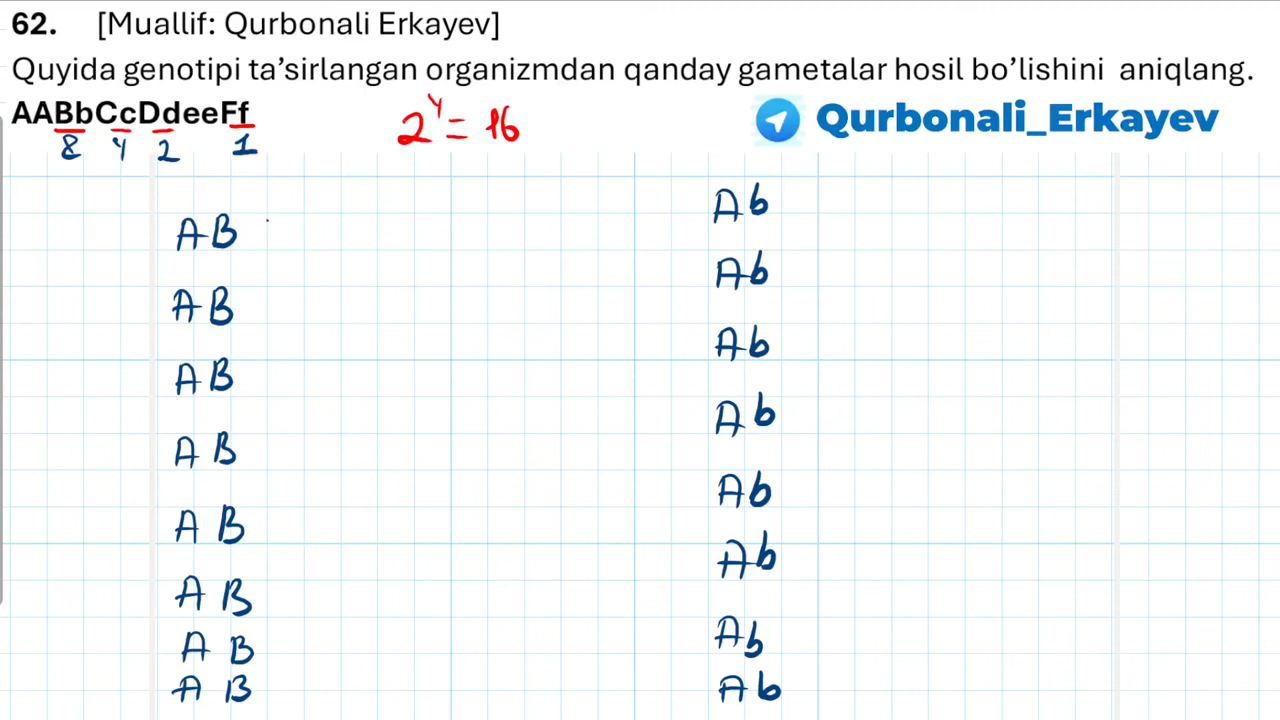 62. [Muallif: Qurbonali Erkayev]
Quyida genotipi ta’sirlangan organizmdan qanday gametalar hosil bo’lishini aniqlang.
AABbCcDdeeFf
8 4 2 1
2⁴ = 16
Qurbonali_Erkayev
AB
AB
AB
AB
AB
AB
AB
AB
Ab
Ab
Ab
Ab
Ab
Ab
Ab
Ab